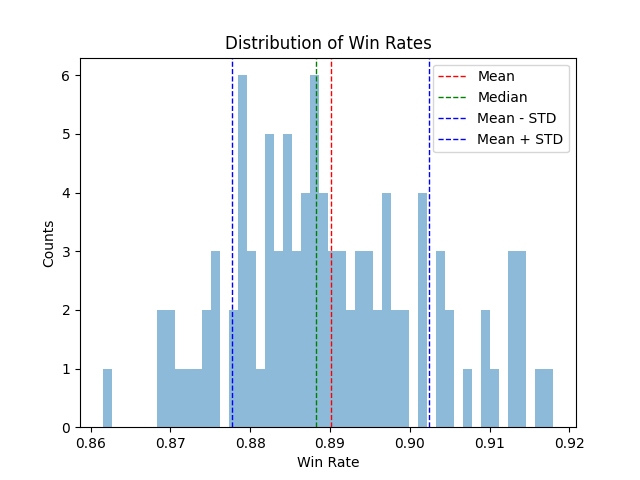 Distribution of Win Rates
Mean
Median
Mean - STD
Mean + STD
6
5
4
3
2
1
0
Counts
0.86 0.87 0.88 0.89 0.90 0.91 0.92
Win Rate